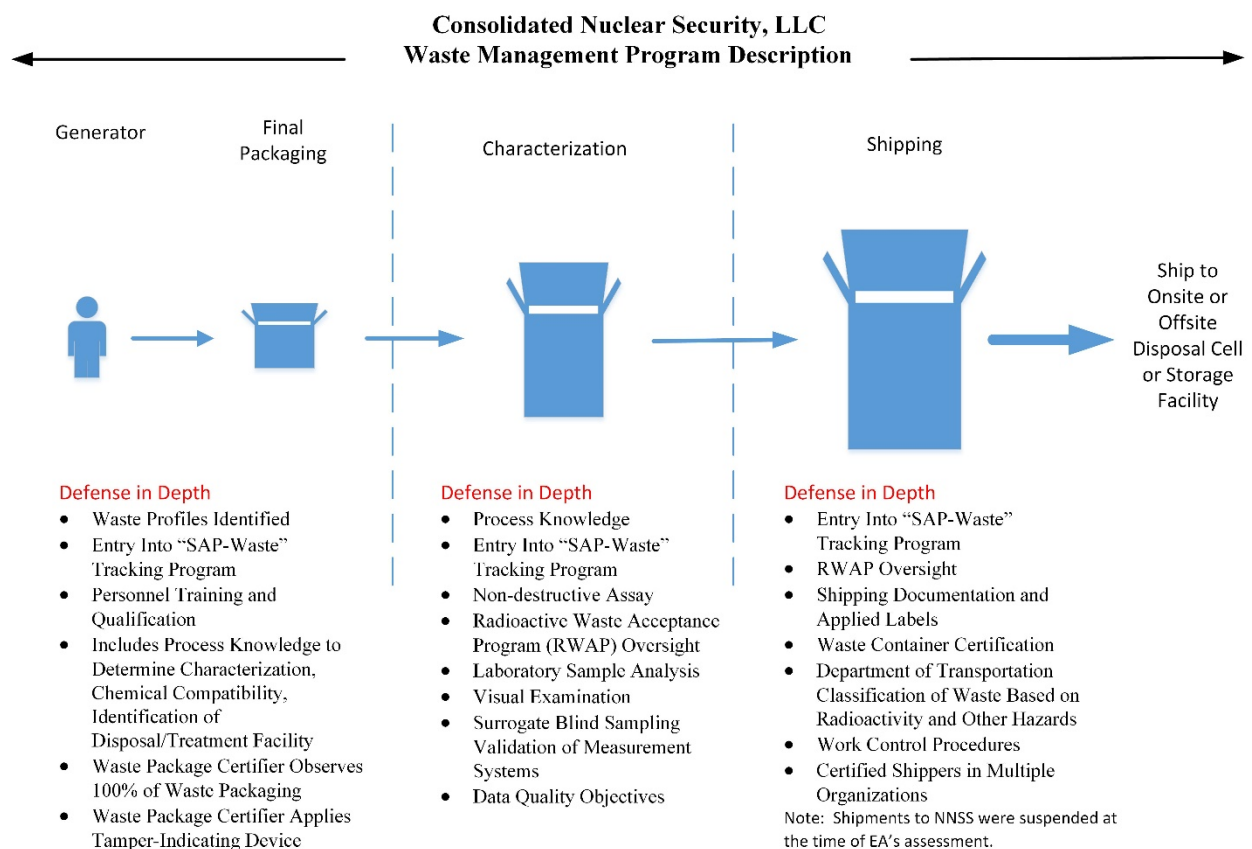 Consolidated Nuclear Security, LLC
Waste Management Program Description
Generator
Final
Packaging
Characterization
Shipping
Ship to
Onsite or
Offsite
Disposal Cell
or Storage
Facility
Defense in Depth
• Waste Profiles Identified
• Entry Into “SAP-Waste”
Tracking Program
• Personnel Training and
Qualification
• Includes Process Knowledge to
Determine Characterization,
Chemical Compatibility,
Identification of
Disposal/Treatment Facility
• Waste Package Certifier Observes
100% of Waste Packaging
• Waste Package Certifier Applies
Tamper-Indicating Device
Defense in Depth
• Process Knowledge
• Entry Into “SAP-Waste”
Tracking Program
• Non-destructive Assay
• Radioactive Waste Acceptance
Program (RWAP) Oversight
• Laboratory Sample Analysis
• Visual Examination
• Surrogate Blind Sampling
Validation of Measurement
Systems
• Data Quality Objectives
Defense in Depth
• Entry Into “SAP-Waste”
Tracking Program
• RWAP Oversight
• Shipping Documentation and
Applied Labels
• Waste Container Certification
• Department of Transportation
Classification of Waste Based on
Radioactivity and Other Hazards
• Work Control Procedures
• Certified Shippers in Multiple
Organizations
Note: Shipments to NNSS were suspended at
the time of EA’s assessment.